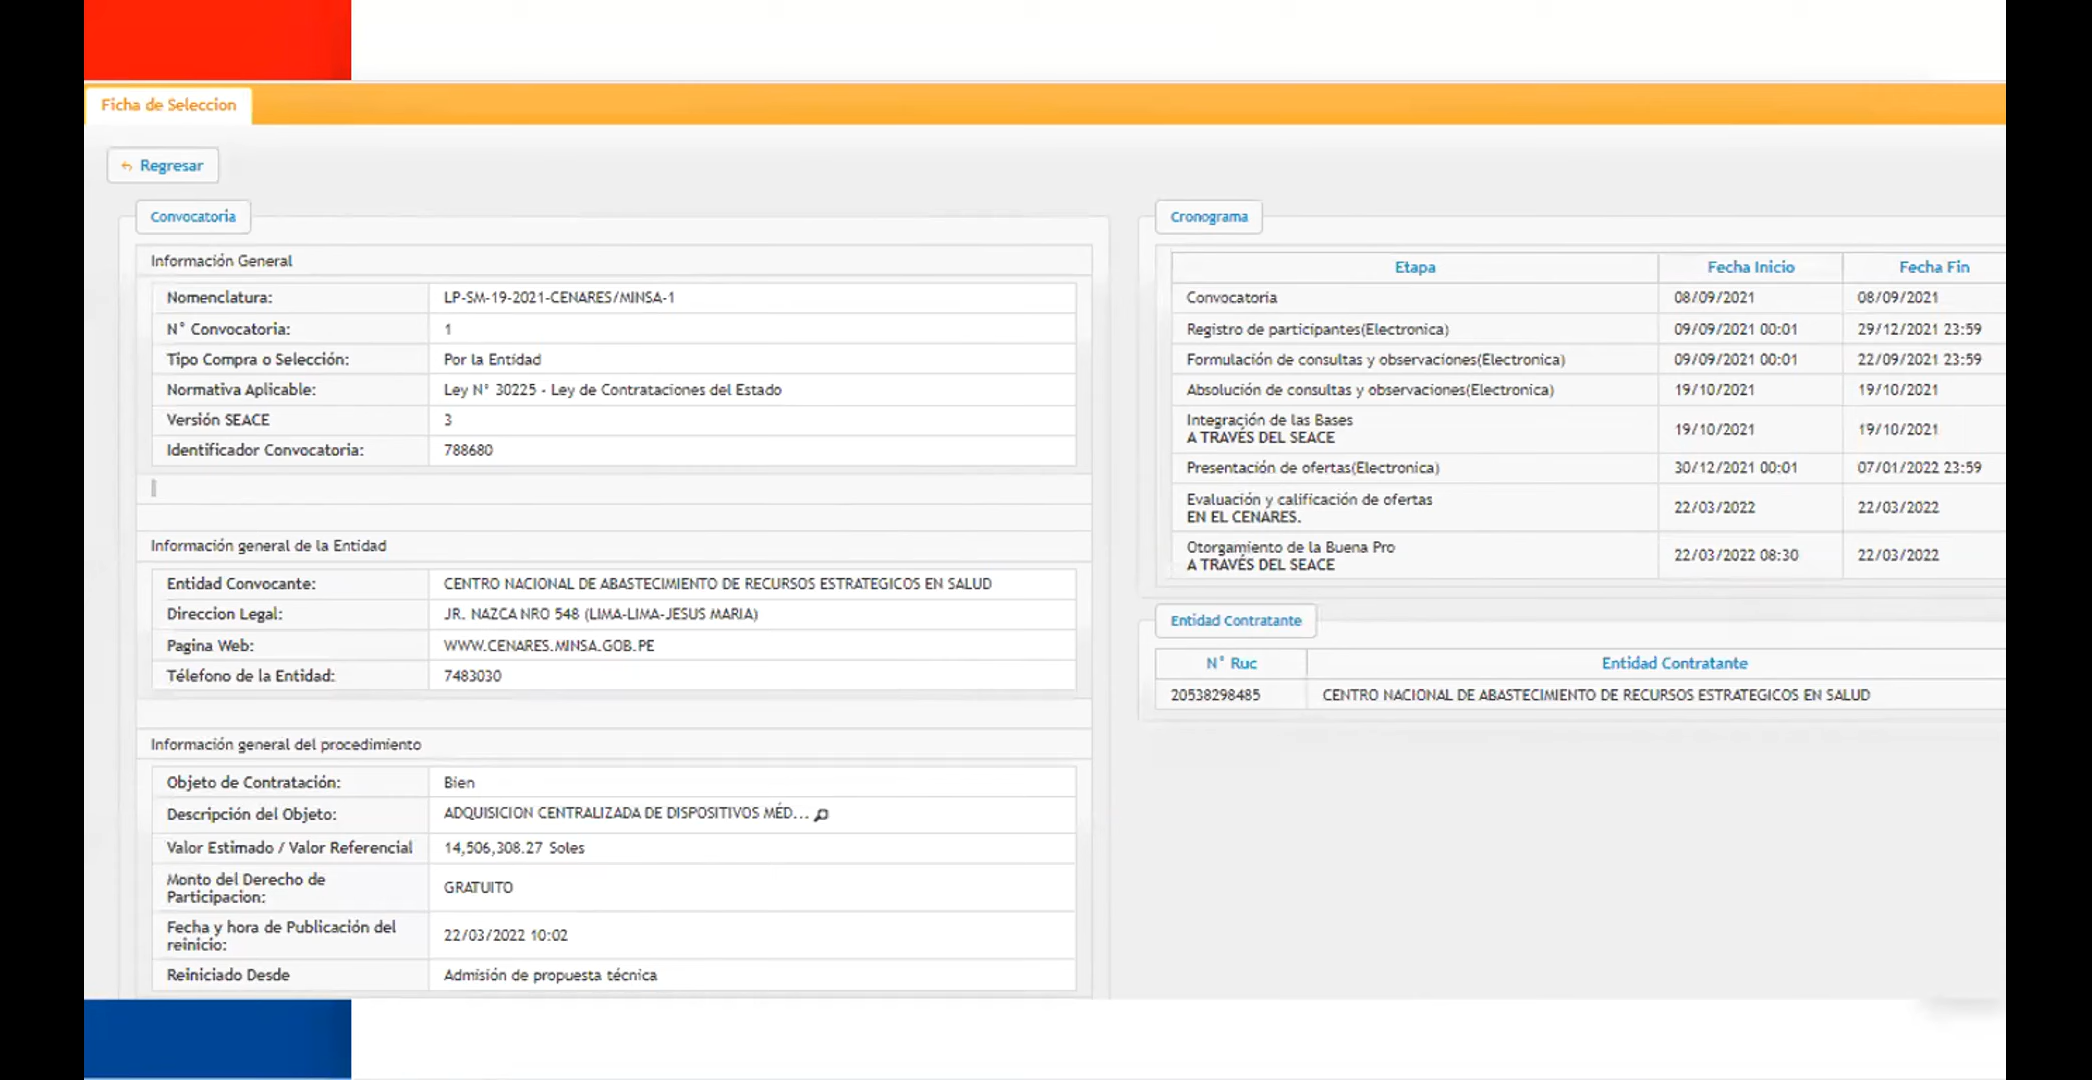 Ficha de Seleccion
Regresar
Convocatoria
Información General
Nomenclatura: LP-SM-19-2021-CENARES/MINSA-1
N° Convocatoria: 1
Tipo Compra o Selección: Por la Entidad
Normativa Aplicable: Ley N° 30225 - Ley de Contrataciones del Estado
Versión SEACE 3
Identificador Convocatoria: 788680
Información general de la Entidad
Entidad Convocante: CENTRO NACIONAL DE ABASTECIMIENTO DE RECURSOS ESTRATEGICOS EN SALUD
Direccion Legal: JR. NAZCA NRO 548 (LIMA-LIMA-JESUS MARIA)
Pagina Web: WWW.CENARES.MINSA.GOB.PE
Télefono de la Entidad: 7483030
Información general del procedimiento
Objeto de Contratación: Bien
Descripción del Objeto: ADQUISICION CENTRALIZADA DE DISPOSITIVOS MÉD...
Valor Estimado / Valor Referencial 14,506,308.27 Soles
Monto del Derecho de
Participacion: GRATUITO
Fecha y hora de Publicación del
reinicio: 22/03/2022 10:02
Reiniciado Desde Admisión de propuesta técnica
Cronograma
Etapa Fecha Inicio Fecha Fin
Convocatoria 08/09/2021 08/09/2021
Registro de participantes(Electronica) 09/09/2021 00:01 29/12/2021 23:59
Formulación de consultas y observaciones(Electronica) 09/09/2021 00:01 22/09/2021 23:59
Absolución de consultas y observaciones(Electronica) 19/10/2021 19/10/2021
Integración de las Bases
A TRAVÉS DEL SEACE 19/10/2021 19/10/2021
Presentación de ofertas(Electronica) 30/12/2021 00:01 07/01/2022 23:59
Evaluación y calificación de ofertas
EN EL CENARES. 22/03/2022 22/03/2022
Otorgamiento de la Buena Pro
A TRAVÉS DEL SEACE 22/03/2022 08:30 22/03/2022
Entidad Contratante
N° Ruc Entidad Contratante
20538298485 CENTRO NACIONAL DE ABASTECIMIENTO DE RECURSOS ESTRATEGICOS EN SALUD